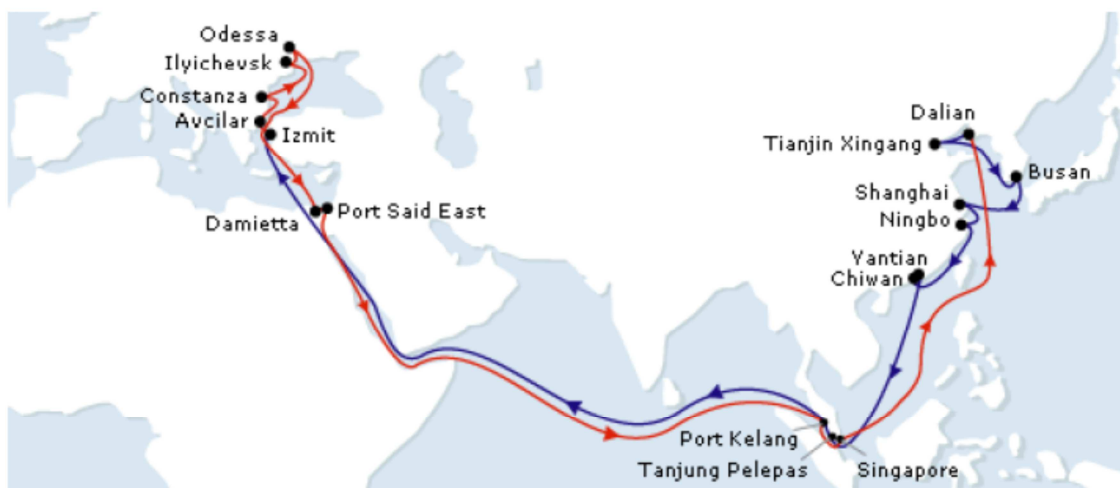 Odessa
Ilyichevsk
Constanza
Avcilar
Izmit
Damietta
Port Said East
Dalian
Tianjin Xingang
Busan
Shanghai
Ningbo
Yantian
Chiwan
Port Kelang
Tanjung Pelepas
Singapore